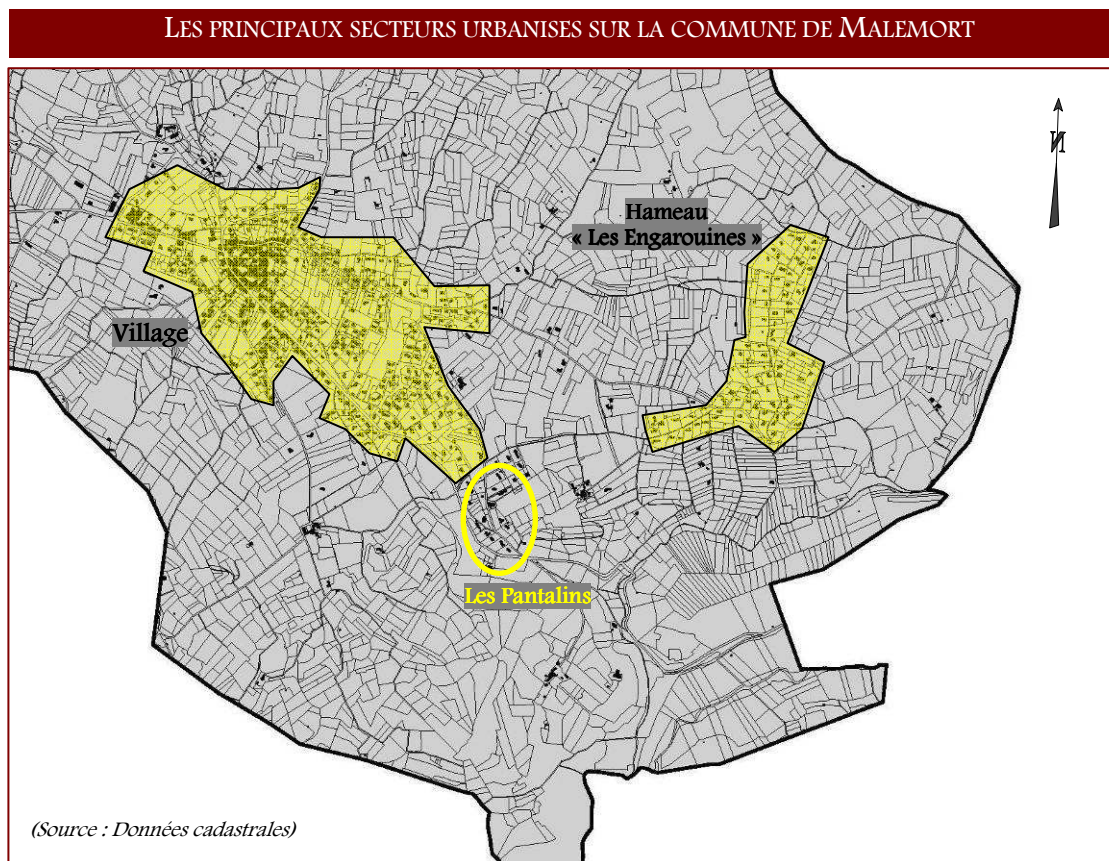 LES PRINCIPAUX SECTEURS URBANISES SUR LA COMMUNE DE MALEMORT
N
Hameau
« Les Engarouines »
Village
Les Pantalins
(Source : Données cadastrales)